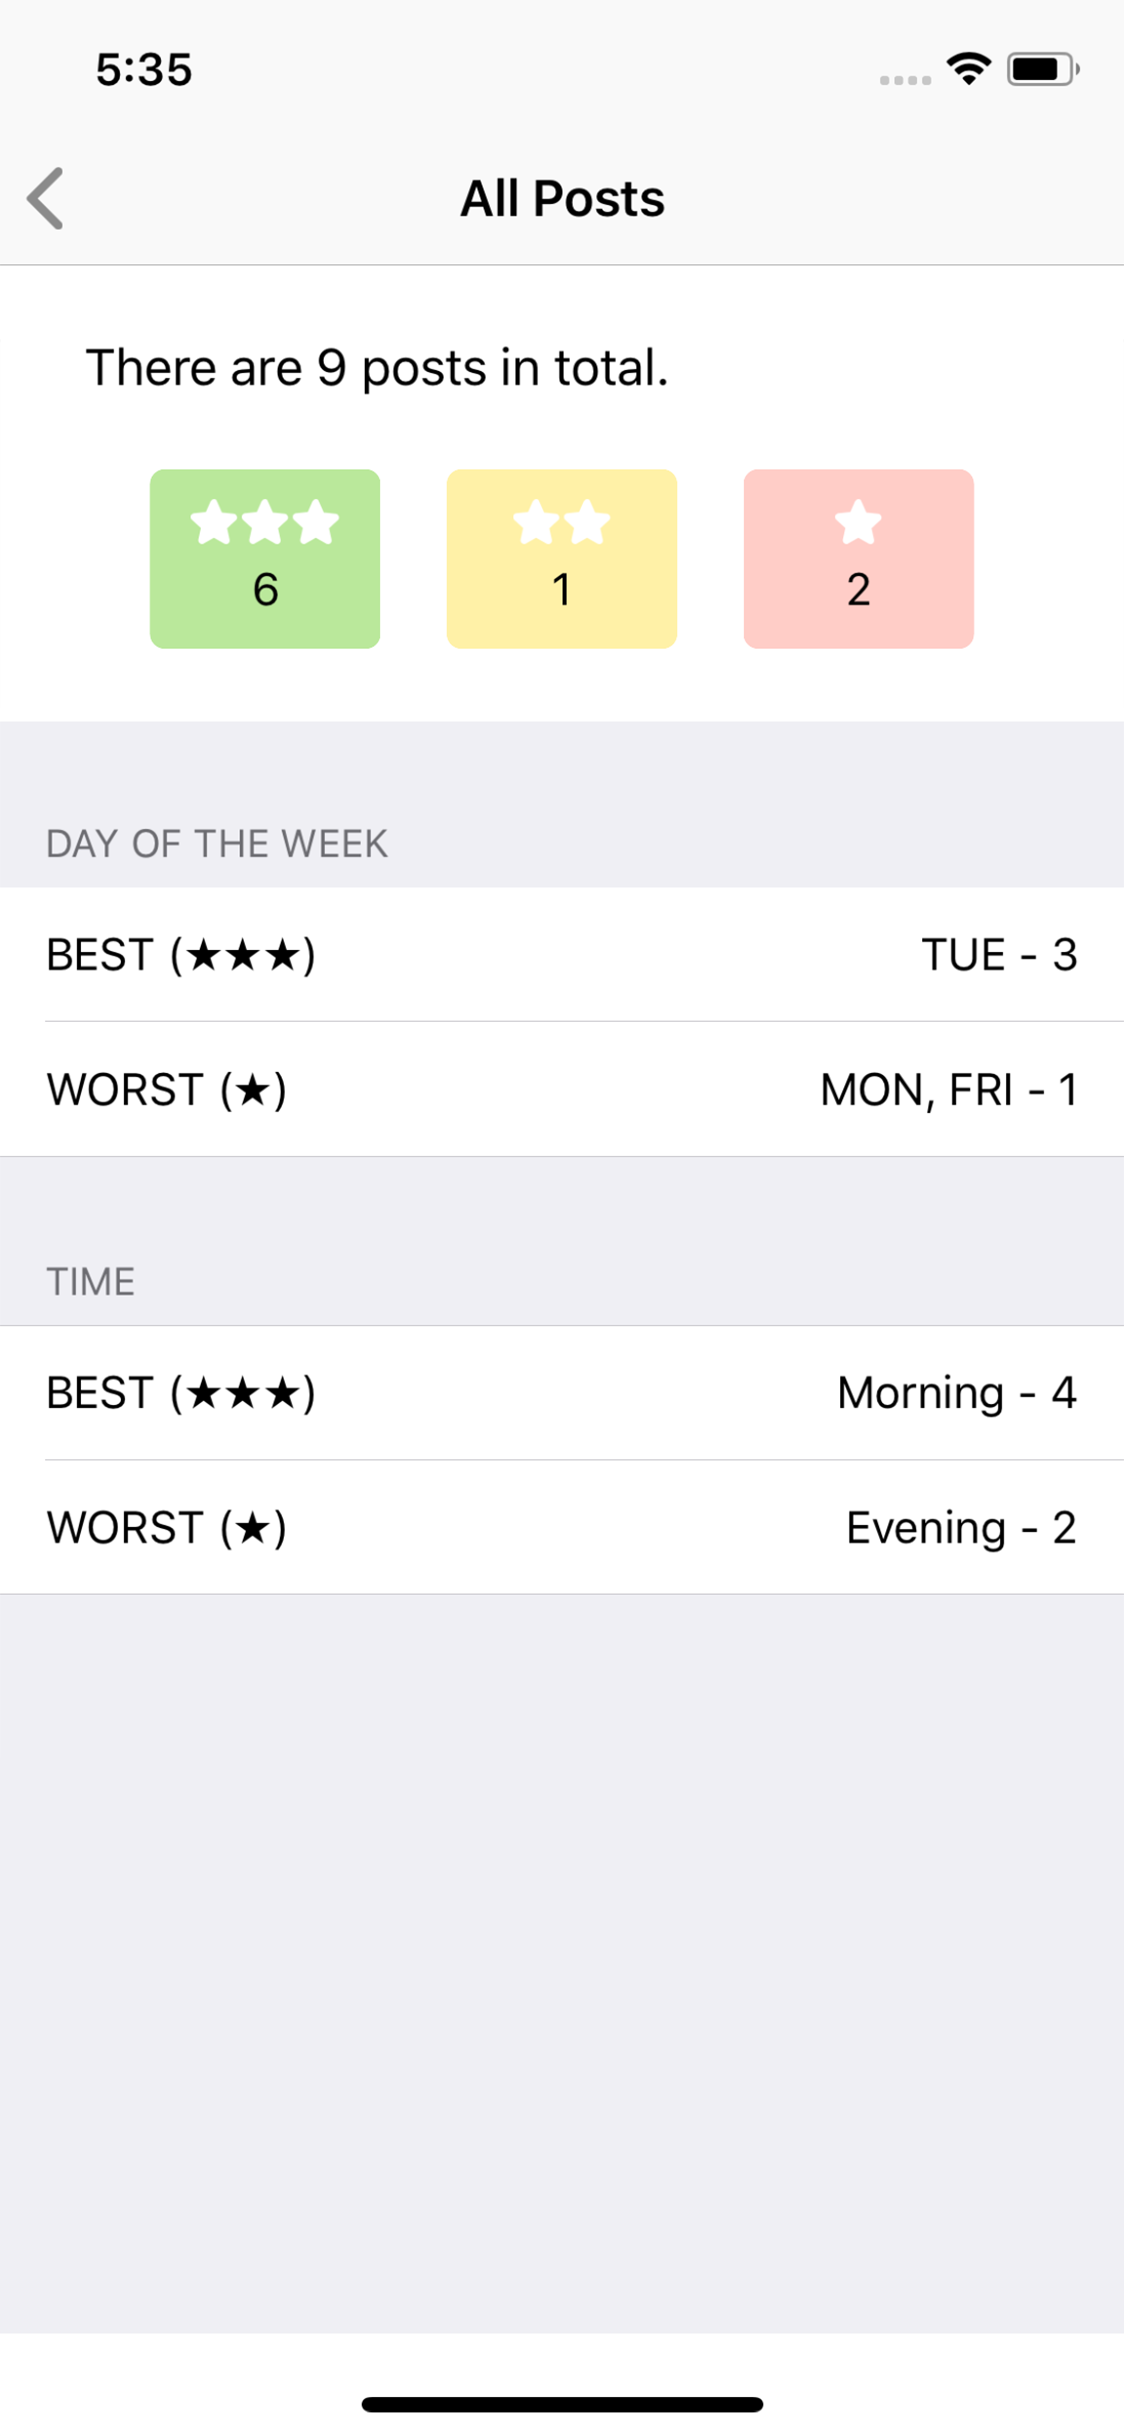 5:35
All Posts
There are 9 posts in total.
6 1 2
DAY OF THE WEEK
BEST (★★★) TUE - 3
WORST (★) MON, FRI - 1
TIME
BEST (★★★) Morning - 4
WORST (★) Evening - 2